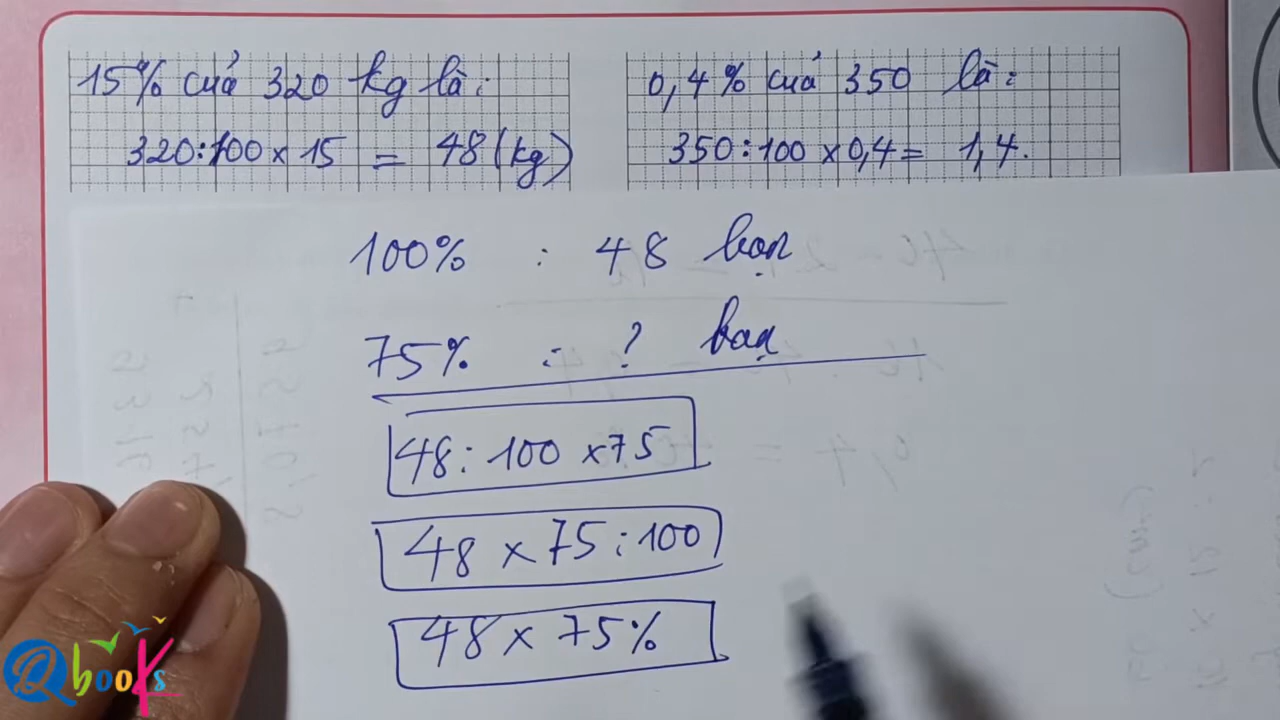 15% của 320 kg là:
320:100 x 15 = 48 (kg)
0,4% của 350 là:
350:100 x 0,4 = 1,4.
100% : 48 bạn
75% : ? bạn
48:100 x 75
48 x 75:100
48 x 75%
Qbooks